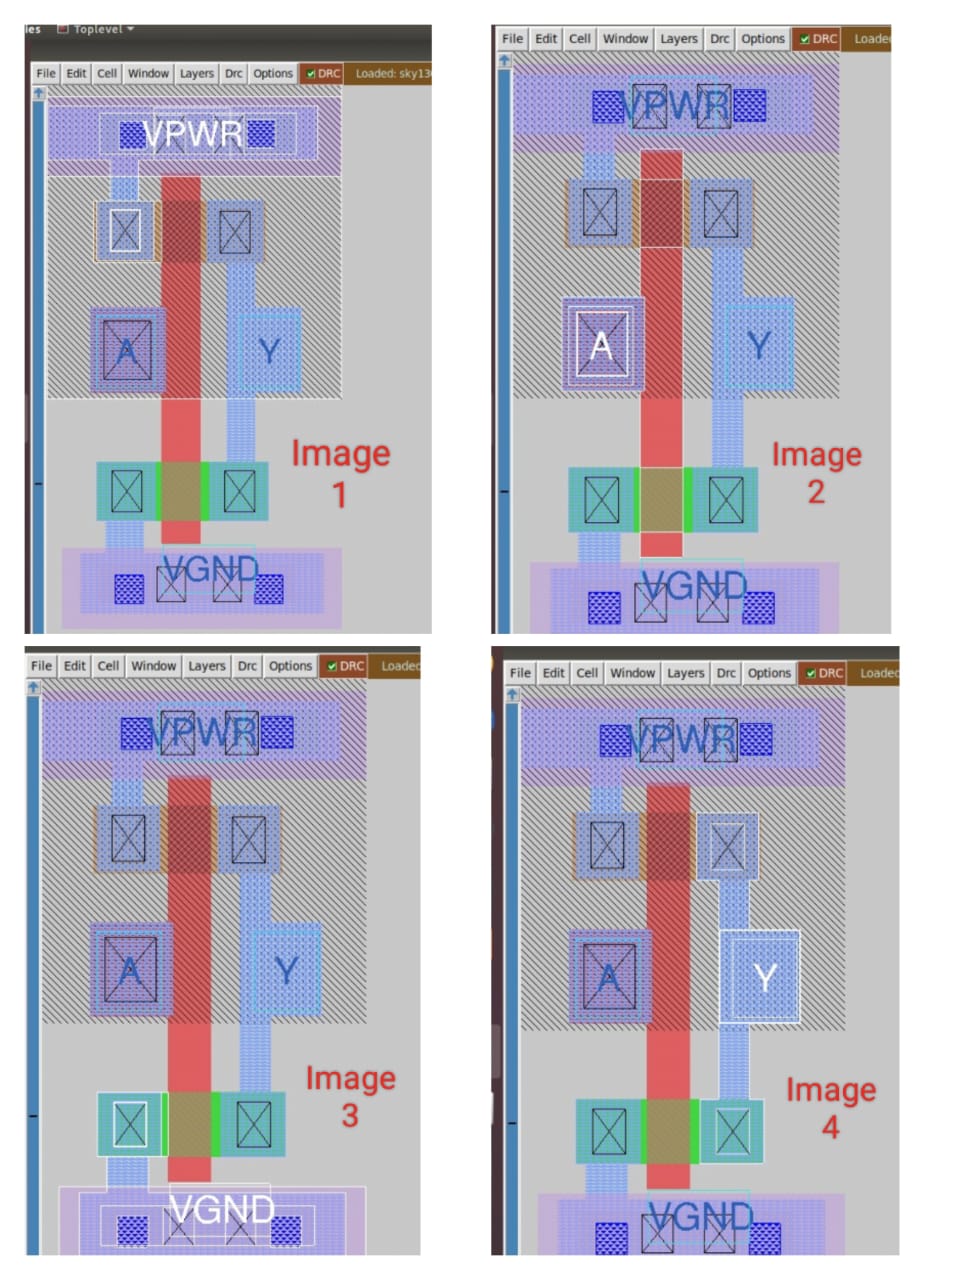 ies Toplevel
File Edit Cell Window Layers Drc Options DRC Loaded: sky13
VPWR
A
Y
Image
1
VGND
File Edit Cell Window Layers Drc Options DRC Loade
VPWR
A
Y
Image
2
VGND
File Edit Cell Window Layers Drc Options DRC Loaded
VPWR
A
Y
Image
3
VGND
File Edit Cell Window Layers Drc Options DRC Loaded
VPWR
A
Y
Image
4
VGND